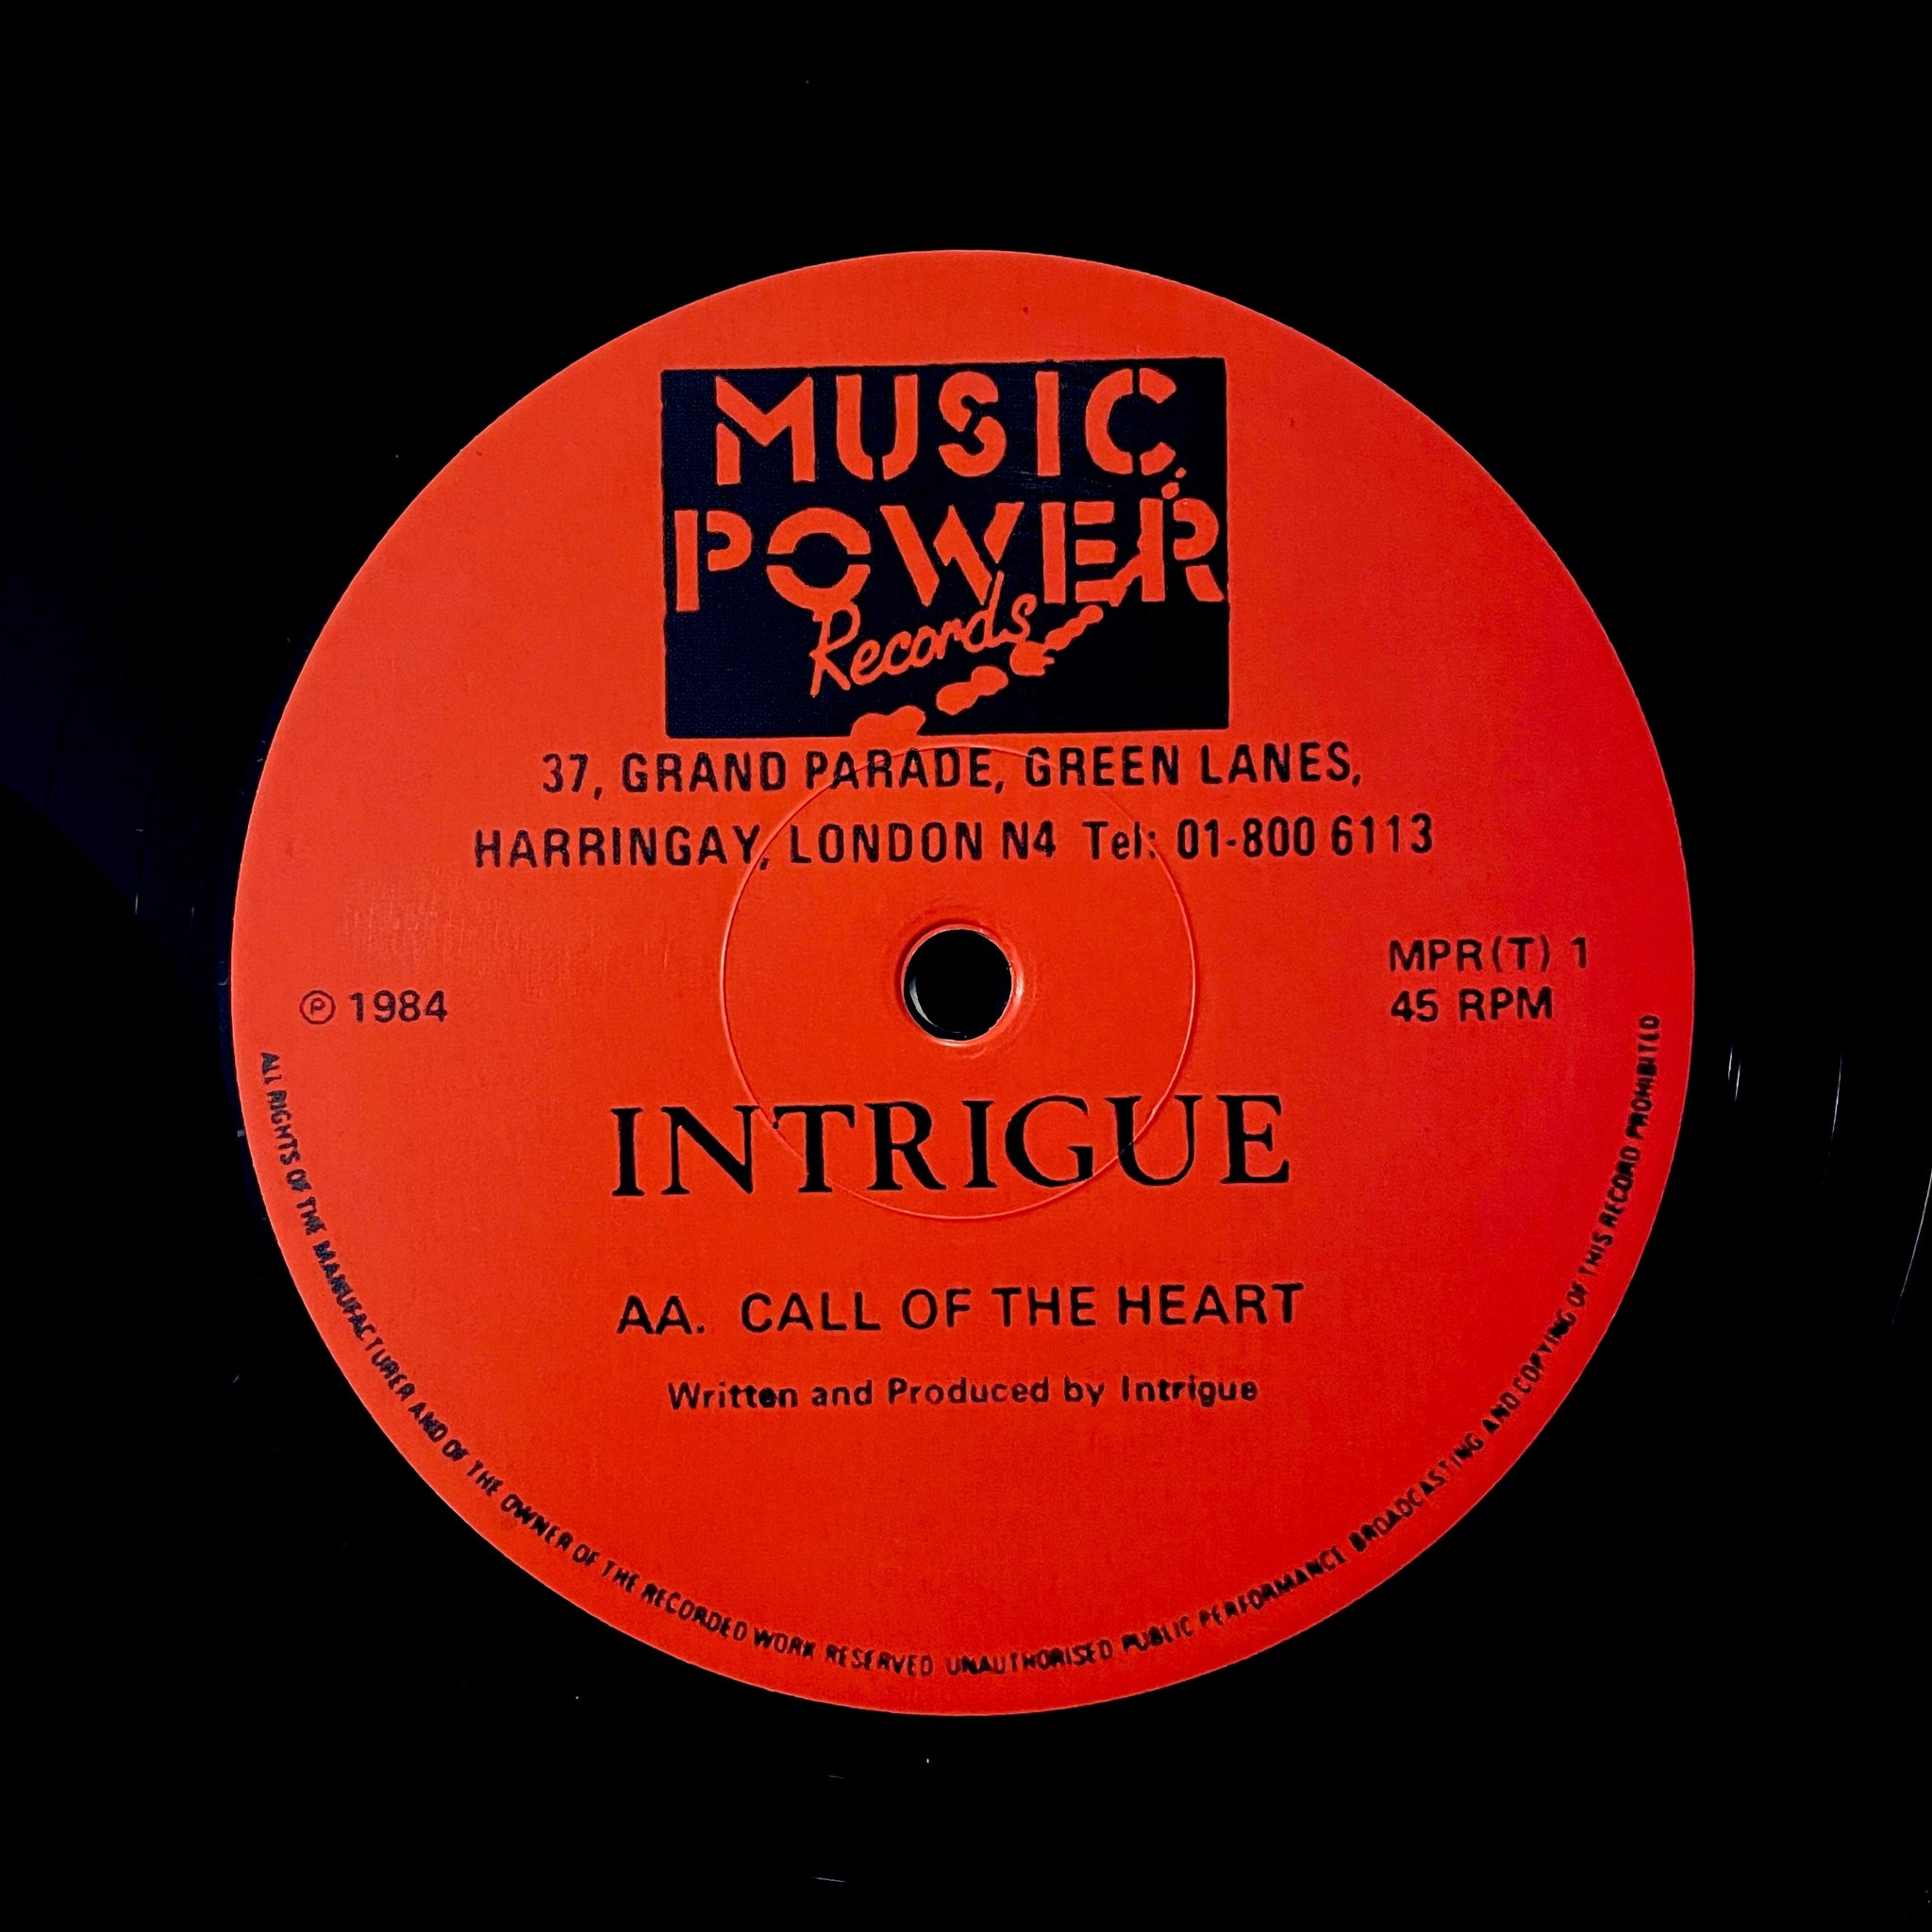 MUSIC
POWER
Records
37, GRAND PARADE, GREEN LANES,
HARRINGAY, LONDON N4 Tel: 01-800 6113
MPR(T) 1
℗ 1984
45 RPM
INTRIGUE
AA. CALL OF THE HEART
Written and Produced by Intrigue
ALL RIGHTS OF THE MANUFACTURER AND OF THE OWNER OF THE RECORDED WORK RESERVED UNAUTHORISED PUBLIC PERFORMANCE BROADCASTING AND COPYING OF THIS RECORD PROHIBITED